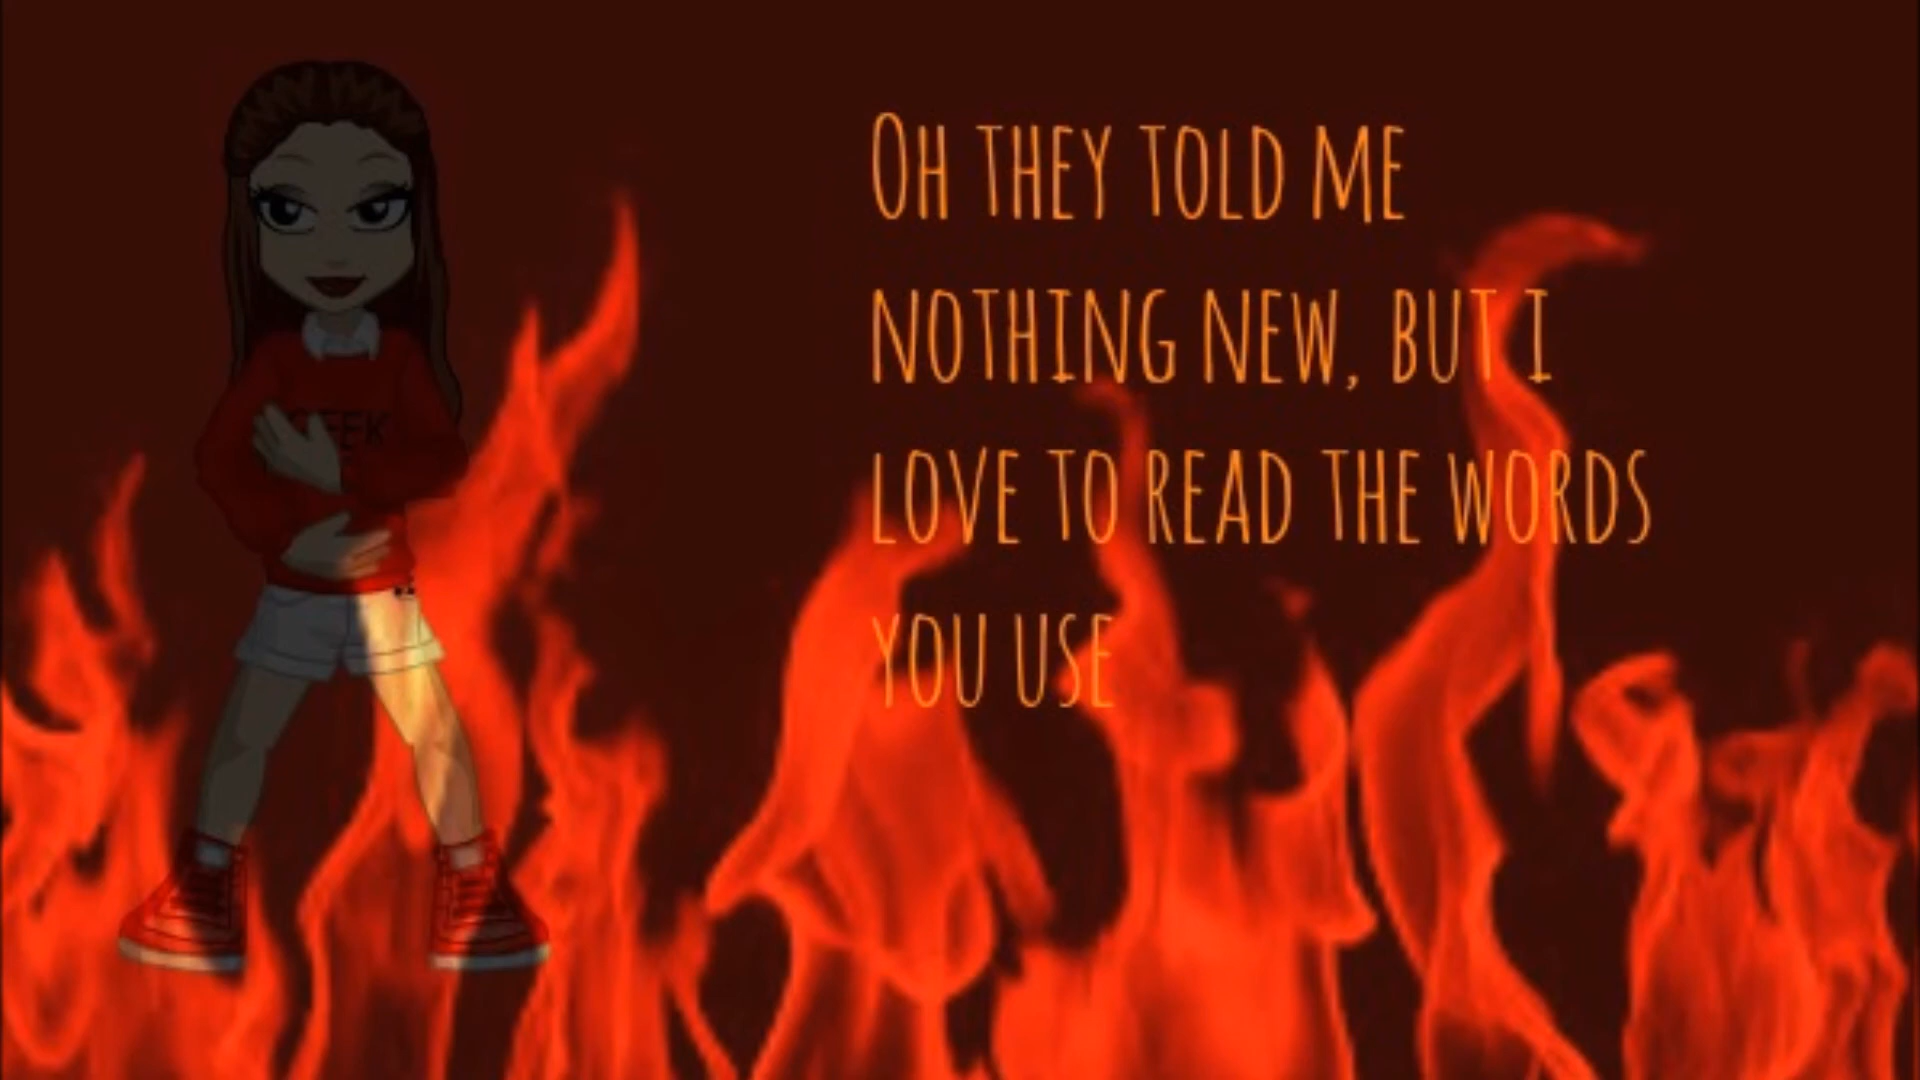 Oh they told me
nothing new, but I
love to read the words
you use